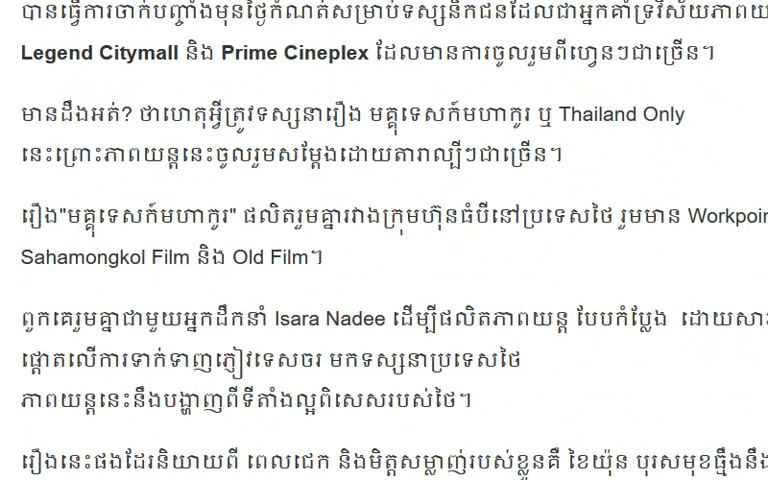 បានធ្វើការចាក់បញ្ចាំងមុនថ្ងៃកំណត់សម្រាប់ទស្សនិកជនដែលជាអ្នកគាំទ្រវិស័យភាពយ
Legend Citymall និង Prime Cineplex ដែលមានការចូលរួមពីហ្វេនៗជាច្រើន។
មានដឹងអត់? ថាហេតុអ្វីត្រូវទស្សនារឿង មគ្គុទេសក៍មហាកូរ ឬ Thailand Only
នេះព្រោះភាពយន្តនេះចូលរួមសម្ដែងដោយតារាល្បីៗជាច្រើន។
រឿង"មគ្គុទេសក៍មហាកូរ" ផលិតរួមគ្នារវាងក្រុមហ៊ុនធំបីនៅប្រទេសថៃ រួមមាន Workpoin
Sahamongkol Film និង Old Film។
ពួកគេរួមគ្នាជាមួយអ្នកដឹកនាំ Isara Nadee ដើម្បីផលិតភាពយន្ត បែបកំប្លែង ដោយសារ
ផ្តោតលើការទាក់ទាញភ្ញៀវទេសចរ មកទស្សនាប្រទេសថៃ
ភាពយន្តនេះនឹងបង្ហាញពីទីតាំងល្អពិសេសរបស់ថៃ។
រឿងនេះផងដែរនិយាយពី ពេលជេក និងមិត្តសម្លាញ់របស់ខ្លួនគឺ ខៃយ៉ុន បុរសមុខធ្មឹងនឹង